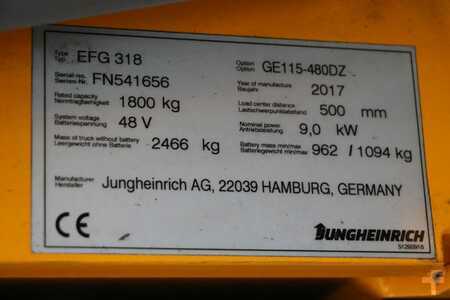 Type
Typ
EFG 318
Option
Option
GE115-480DZ
Serial no.
Serien-Nr.
FN541656
Year of manufacture
Baujahr
2017
Rated capacity
Nenntragfähigkeit
1800 kg
Load center distance
Lastschwerpunktabstand
500 mm
System voltage
Batteriespannung
48 V
Nominal power
Antriebsleistung
9,0 kW
Mass of truck without battery
Leergewicht ohne Batterie
2466 kg
Battery mass min/max
Batteriegewicht min/max
962 / 1094 kg
Manufacturer
Hersteller
Jungheinrich AG, 22039 HAMBURG, GERMANY
CE
JUNGHEINRICH